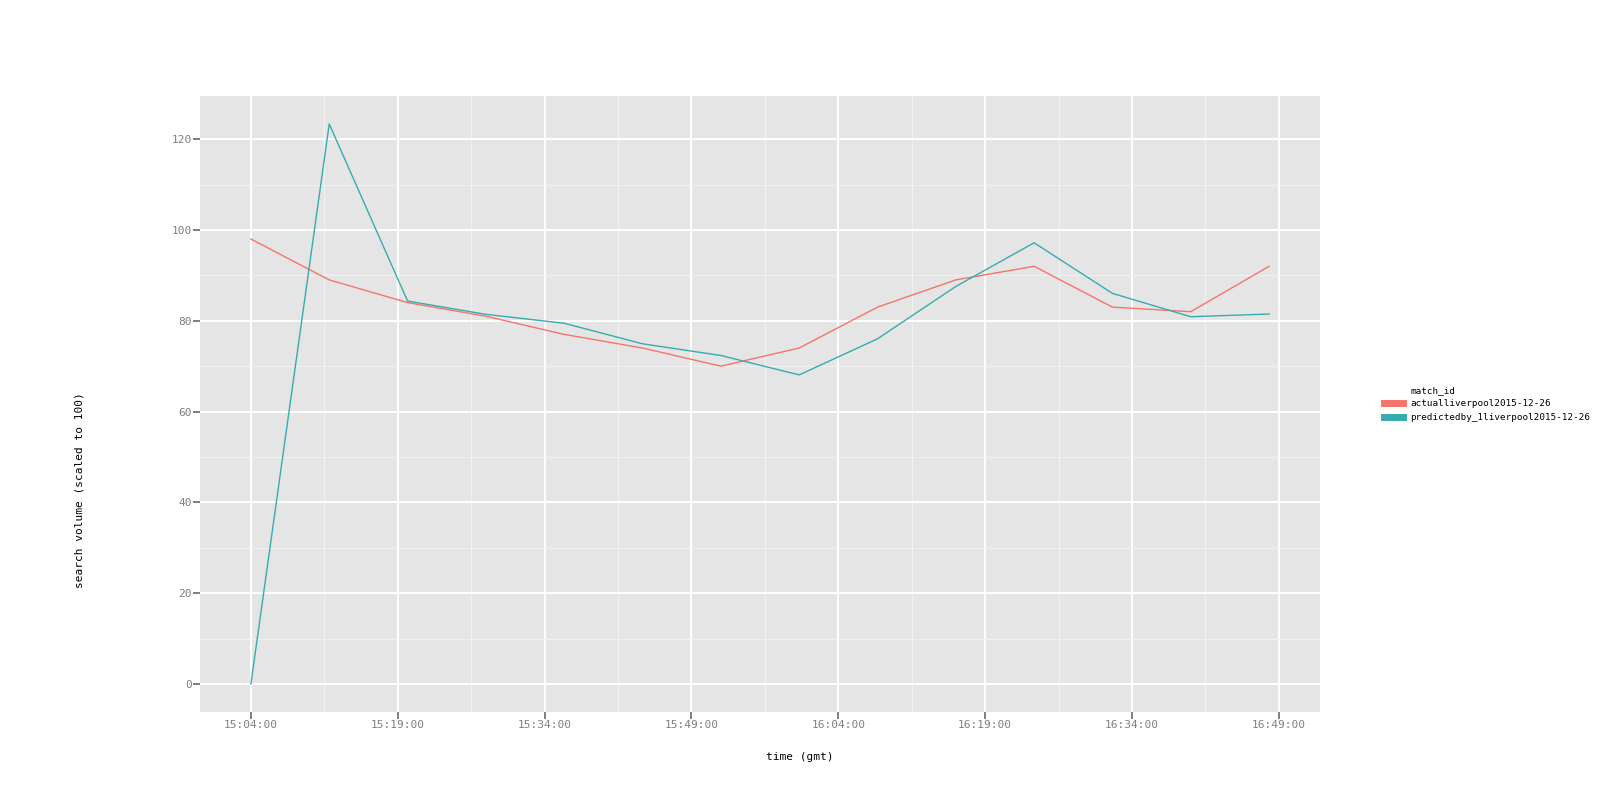 120
100
80
60
40
20
0
search volume (scaled to 100)
15:04:00 15:19:00 15:34:00 15:49:00 16:04:00 16:19:00 16:34:00 16:49:00
time (gmt)
match_id
actualliverpool2015-12-26
predictedby_1liverpool2015-12-26